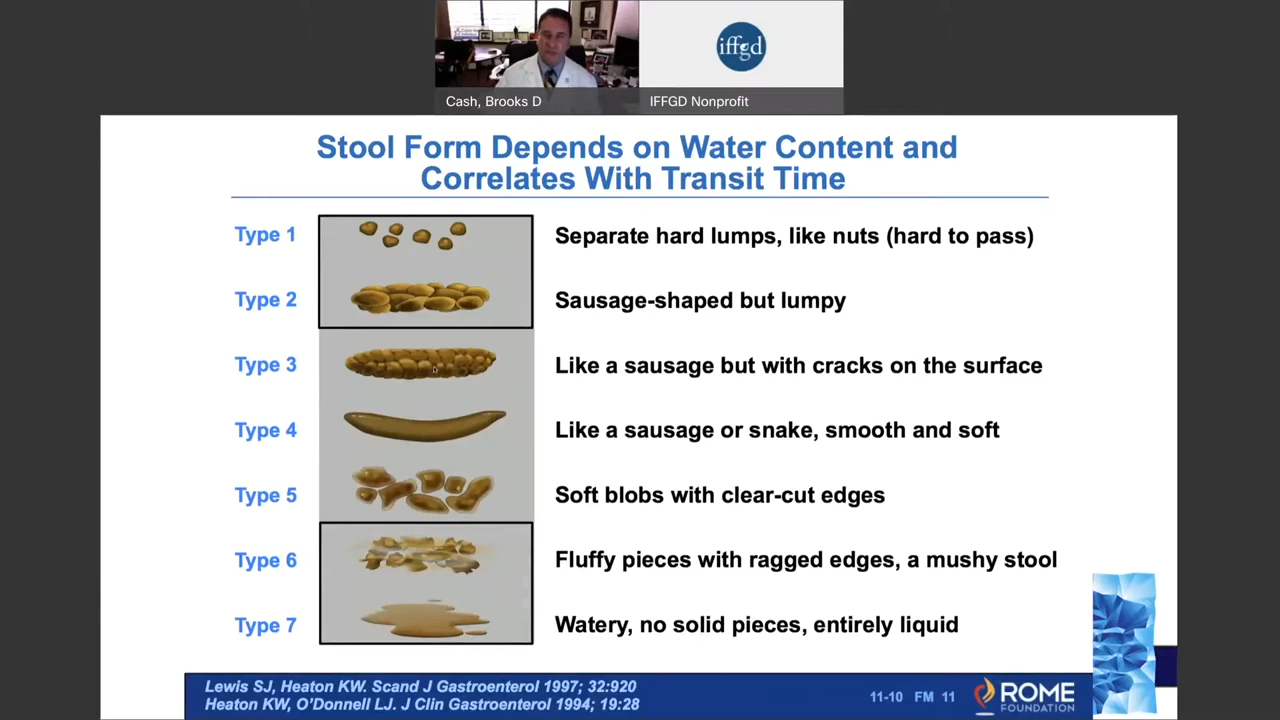 Cash, Brooks D
iffgd
IFFGD Nonprofit
Stool Form Depends on Water Content and
Correlates With Transit Time
Type 1 Separate hard lumps, like nuts (hard to pass)
Type 2 Sausage-shaped but lumpy
Type 3 Like a sausage but with cracks on the surface
Type 4 Like a sausage or snake, smooth and soft
Type 5 Soft blobs with clear-cut edges
Type 6 Fluffy pieces with ragged edges, a mushy stool
Type 7 Watery, no solid pieces, entirely liquid
Lewis SJ, Heaton KW. Scand J Gastroenterol 1997; 32:920
Heaton KW, O’Donnell LJ. J Clin Gastroenterol 1994; 19:28
11-10 FM 11
ROME
FOUNDATION